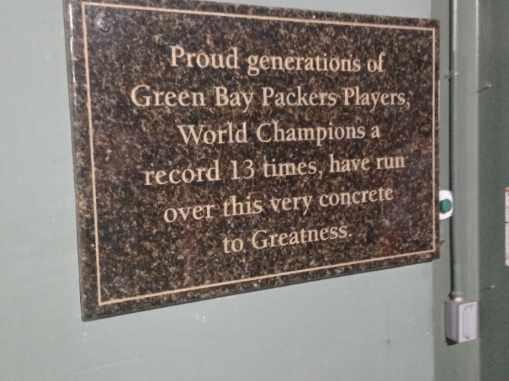 Proud generations of
Green Bay Packers Players,
World Champions a
record 13 times, have run
over this very concrete
to Greatness.